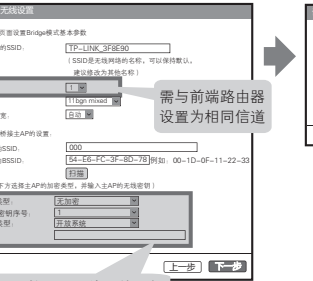 无线设置
页面设置Bridge模式基本参数
的SSID: TP-LINK_3F8E90
(SSID是无线网络的名称，可以保持默认，
建议修改为其他名称)
1
11bgn mixed
宽: 自动
需与前端路由器
设置为相同信道
桥接主AP的设置:
SSID: 000
BSSID: 54-E6-FC-3F-8D-78 例如: 00-1D-0F-11-22-33
扫描
下方选择主AP的加密类型，并输入主AP的无线密钥)
类型: 无加密
密钥序号: 1
类型: 开放系统
上一步 下一步